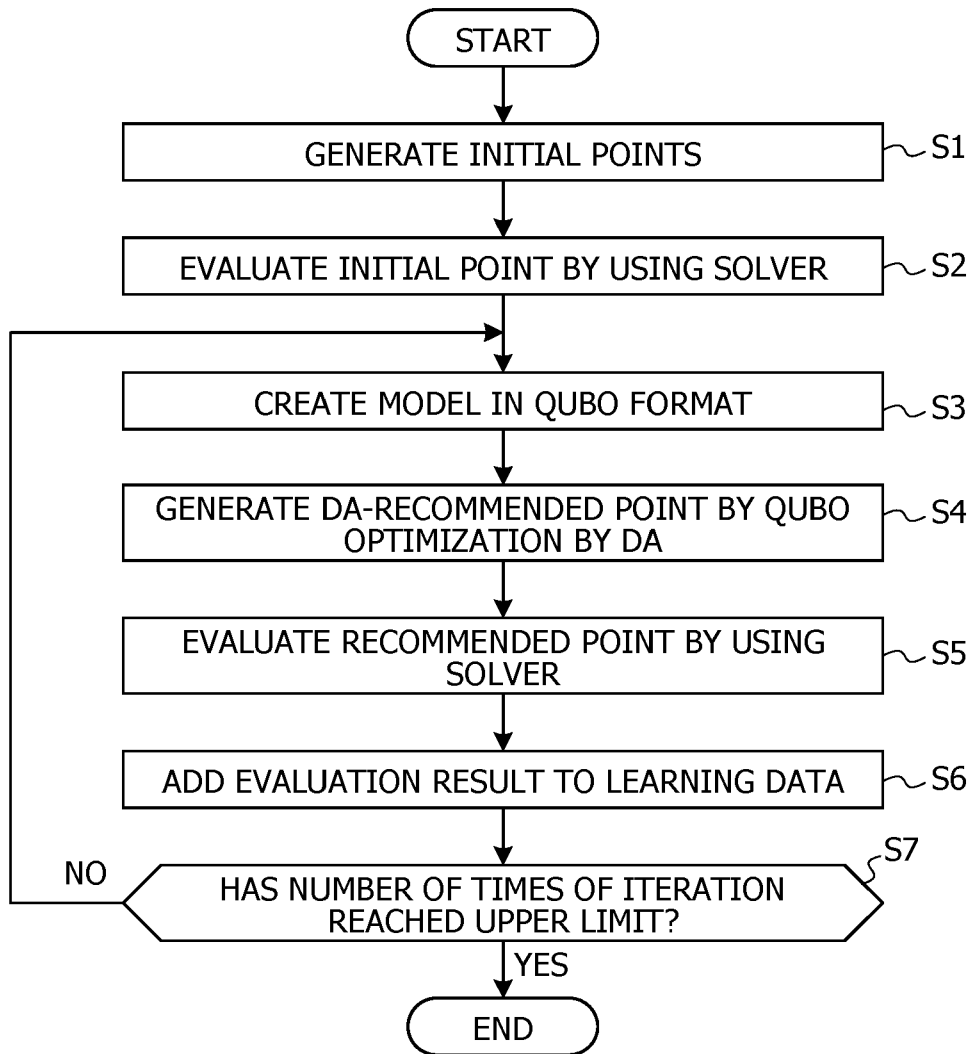 START
GENERATE INITIAL POINTS
S1
EVALUATE INITIAL POINT BY USING SOLVER
S2
CREATE MODEL IN QUBO FORMAT
S3
GENERATE DA-RECOMMENDED POINT BY QUBO
OPTIMIZATION BY DA
S4
EVALUATE RECOMMENDED POINT BY USING
SOLVER
S5
ADD EVALUATION RESULT TO LEARNING DATA
S6
NO
HAS NUMBER OF TIMES OF ITERATION
REACHED UPPER LIMIT?
S7
YES
END